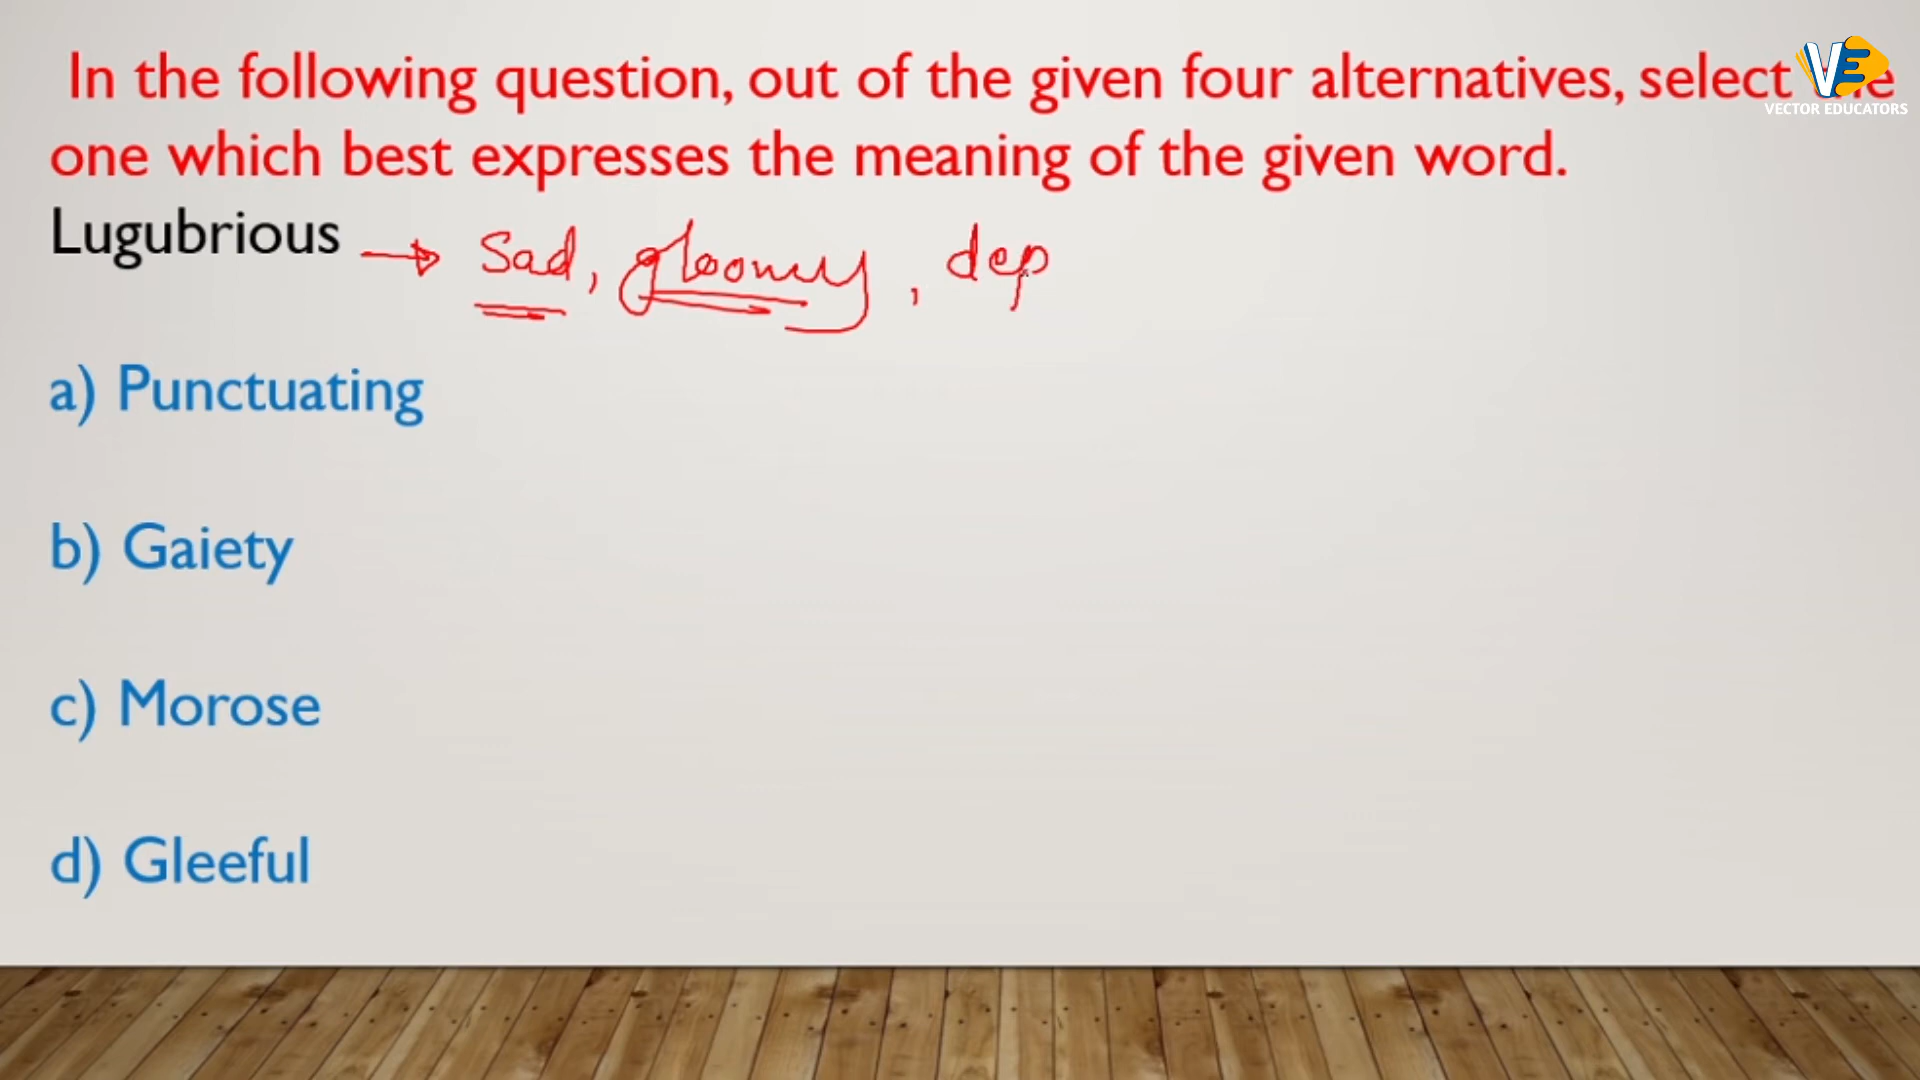 In the following question, out of the given four alternatives, select the
VECTOR EDUCATORS
one which best expresses the meaning of the given word.
Lugubrious → Sad, gloomy, dep
a) Punctuating
b) Gaiety
c) Morose
d) Gleeful